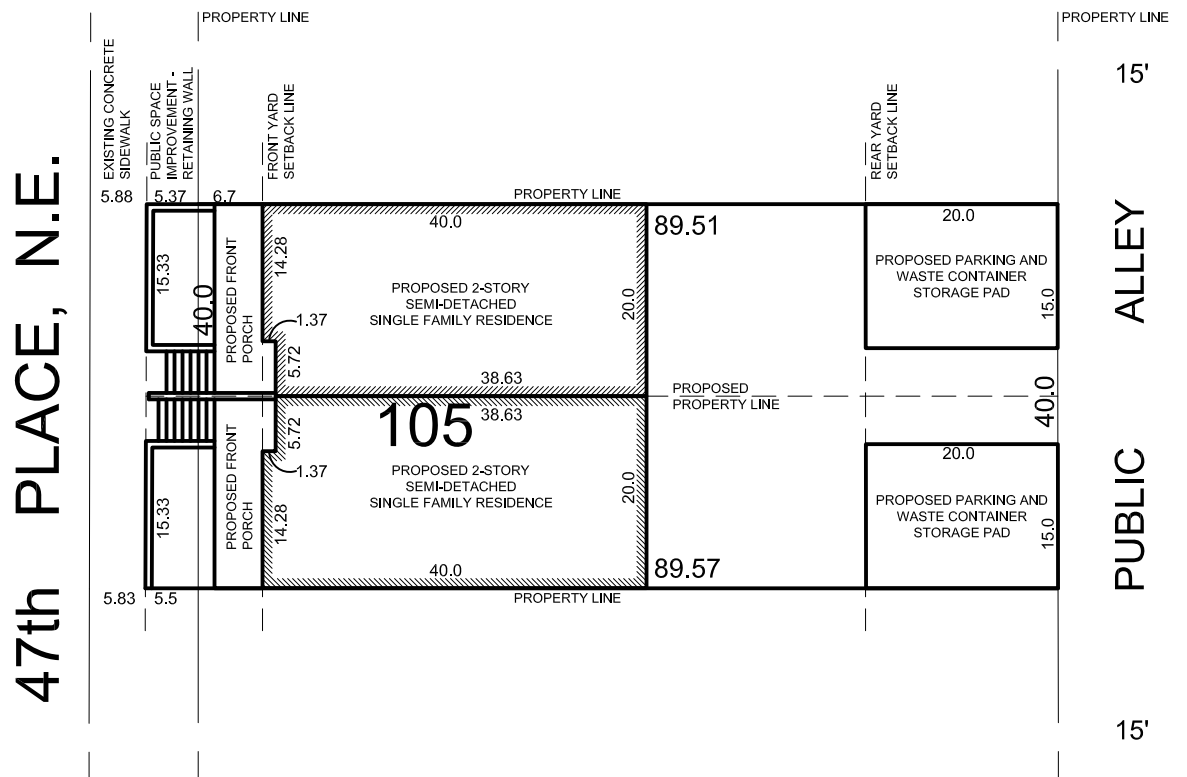 PROPERTY LINE
PROPERTY LINE
15'
EXISTING CONCRETE
SIDEWALK
PUBLIC SPACE
IMPROVEMENT -
RETAINING WALL
FRONT YARD
SETBACK LINE
REAR YARD
SETBACK LINE
5.88
5.37
6.7
PROPERTY LINE
47th PLACE, N.E.
15.33
40.0
PROPOSED FRONT
PORCH
14.28
40.0
PROPOSED 2-STORY
SEMI-DETACHED
SINGLE FAMILY RESIDENCE
20.0
1.37
5.72
38.63
89.51
20.0
PROPOSED PARKING AND
WASTE CONTAINER
STORAGE PAD
15.0
PUBLIC ALLEY
PROPOSED
PROPERTY LINE
40.0
105
38.63
5.72
1.37
PROPOSED 2-STORY
SEMI-DETACHED
SINGLE FAMILY RESIDENCE
20.0
15.33
PROPOSED FRONT
PORCH
14.28
40.0
89.57
20.0
PROPOSED PARKING AND
WASTE CONTAINER
STORAGE PAD
15.0
5.83
5.5
PROPERTY LINE
15'